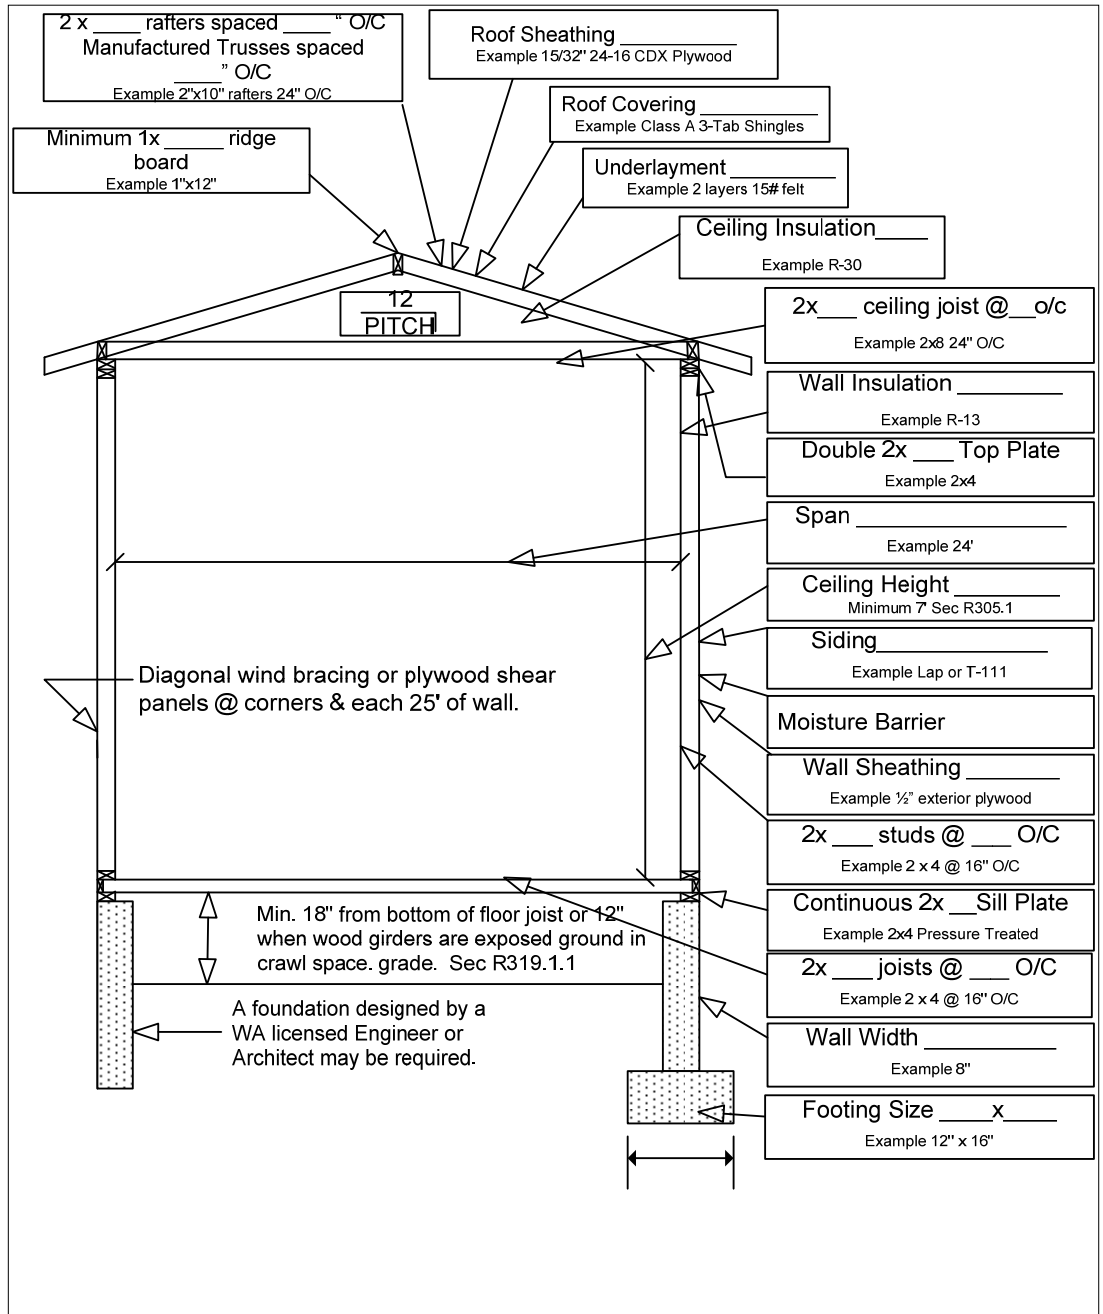 2 x ____ rafters spaced ____ “ O/C
Manufactured Trusses spaced
____” O/C
Example 2"x10" rafters 24" O/C
Roof Sheathing __________
Example 15/32" 24-16 CDX Plywood
Roof Covering __________
Example Class A 3-Tab Shingles
Minimum 1x _____ ridge
board
Example 1"x12"
Underlayment _________
Example 2 layers 15# felt
Ceiling Insulation____
Example R-30
12
PITCH
2x___ ceiling joist @__o/c
Example 2x8 24" O/C
Wall Insulation ________
Example R-13
Double 2x ___ Top Plate
Example 2x4
Span ________________
Example 24'
Ceiling Height ________
Minimum 7' Sec R305.1
Siding_____________
Example Lap or T-111
Diagonal wind bracing or plywood shear
panels @ corners & each 25' of wall.
Moisture Barrier
Wall Sheathing _______
Example ½” exterior plywood
2x ___ studs @ ___ O/C
Example 2 x 4 @ 16" O/C
Continuous 2x __Sill Plate
Example 2x4 Pressure Treated
Min. 18" from bottom of floor joist or 12"
when wood girders are exposed ground in
crawl space. grade.  Sec R319.1.1
2x ___ joists @ ___ O/C
Example 2 x 4 @ 16" O/C
A foundation designed by a
WA licensed Engineer or
Architect may be required.
Wall Width __________
Example 8"
Footing Size ____x____
Example 12" x 16"